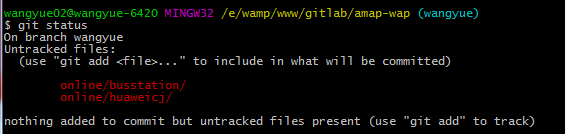 wangyue02@wangyue-6420 MINGW32 /e/wamp/www/gitlab/amap-wap (wangyue)
$ git status
On branch wangyue
Untracked files:
  (use "git add <file>..." to include in what will be committed)

        online/busstation/
        online/huaweicj/

nothing added to commit but untracked files present (use "git add" to track)